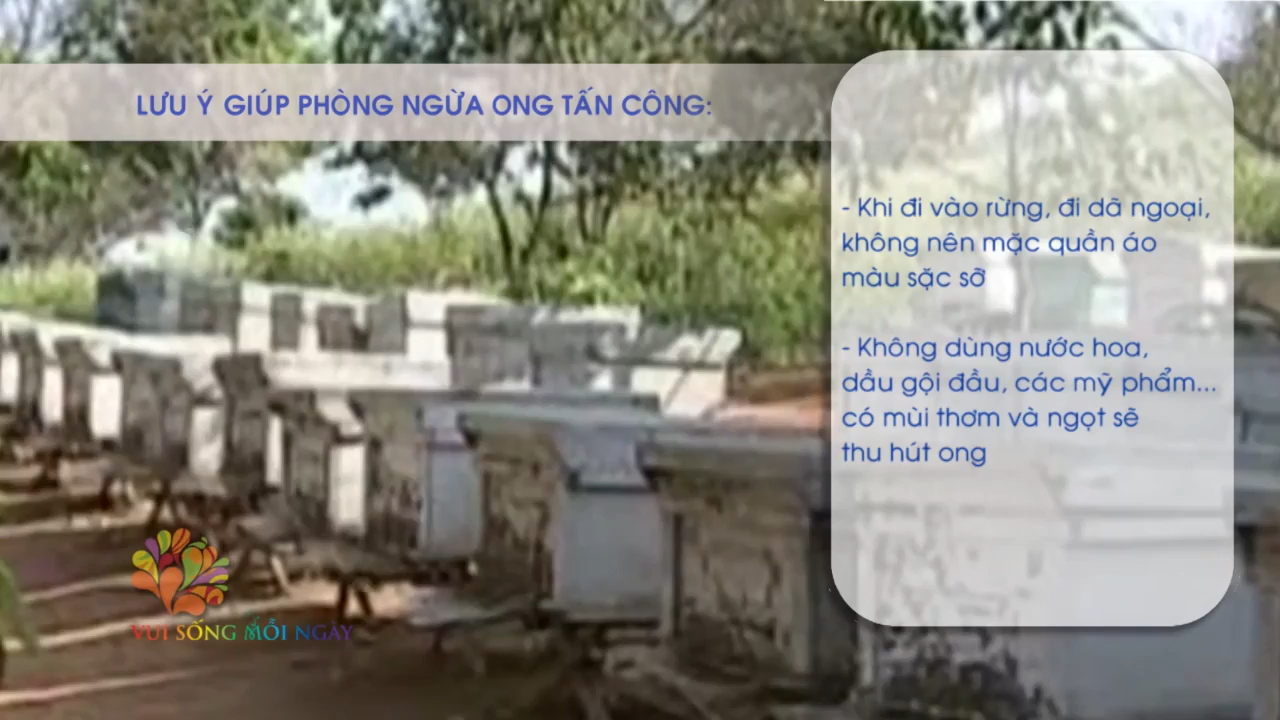 LƯU Ý GIÚP PHÒNG NGỪA ONG TẤN CÔNG:
- Khi đi vào rừng, đi dã ngoại,
không nên mặc quần áo
màu sặc sỡ
- Không dùng nước hoa,
dầu gội đầu, các mỹ phẩm...
có mùi thơm và ngọt sẽ
thu hút ong
VUI SỐNG MỖI NGÀY